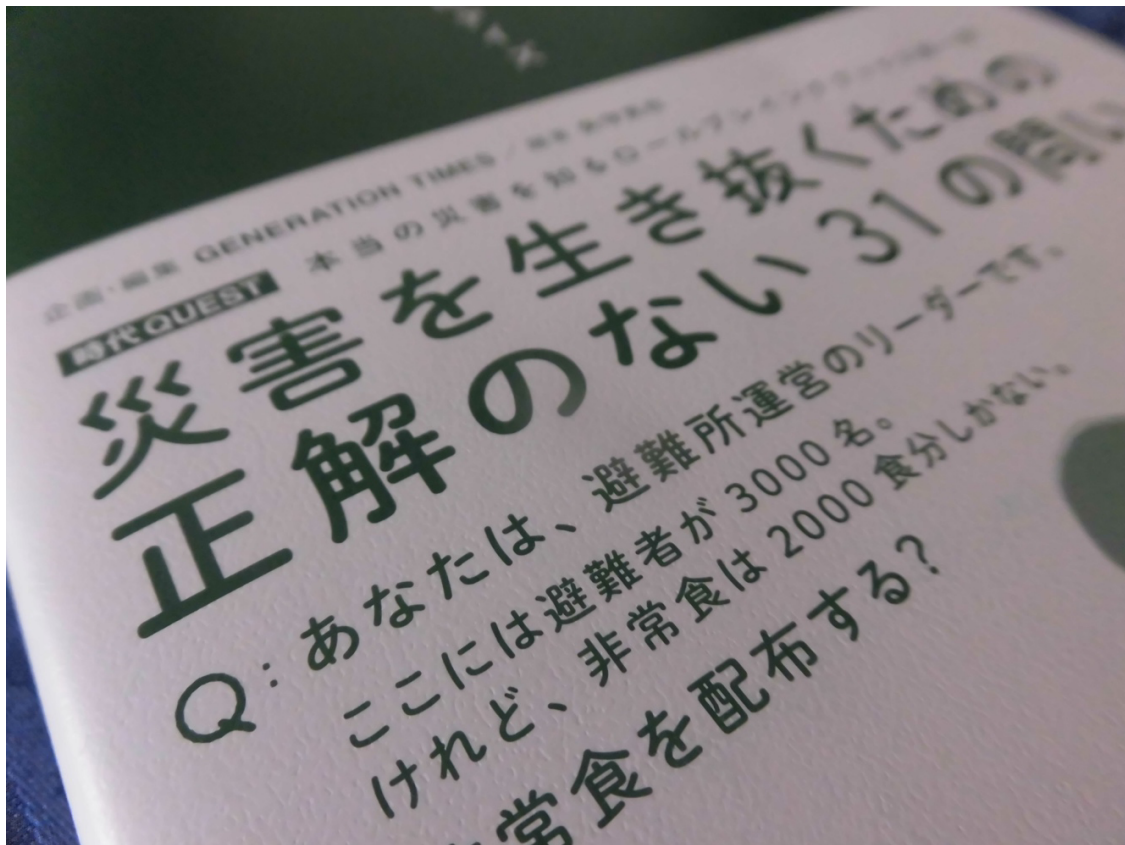 企画・編集 GENERATION TIMES /
時代QUEST 本当の災害を知るロールプレイングブック
災害を生き抜くための
正解のない31の問い
Q: あなたは、避難所運営のリーダーです。
ここには避難者が3000名。
けれど、非常食は2000食分しかない。
常食を配布する？